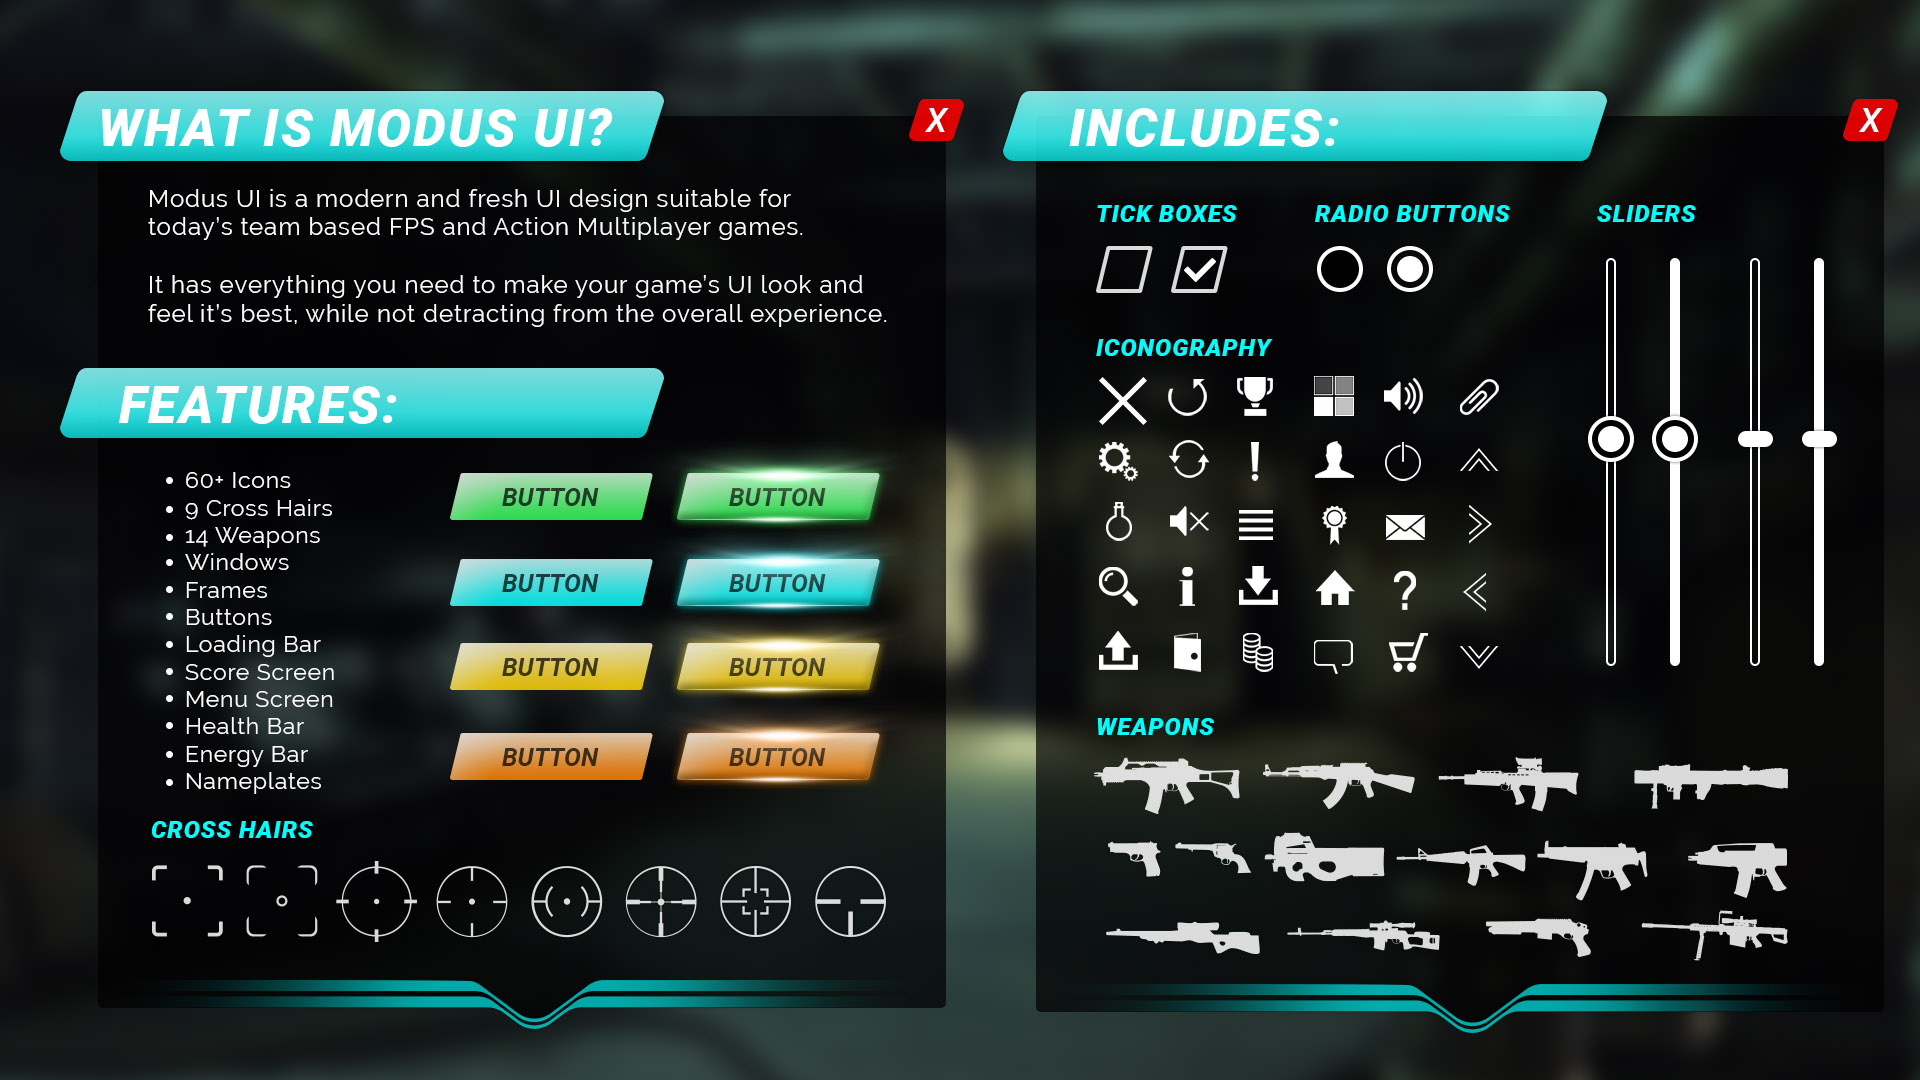 WHAT IS MODUS UI?
X
Modus UI is a modern and fresh UI design suitable for
today's team based FPS and Action Multiplayer games.
It has everything you need to make your game's UI look and
feel it's best, while not detracting from the overall experience.
FEATURES:
• 60+ Icons
• 9 Cross Hairs
• 14 Weapons
• Windows
• Frames
• Buttons
• Loading Bar
• Score Screen
• Menu Screen
• Health Bar
• Energy Bar
• Nameplates
BUTTON
BUTTON
BUTTON
BUTTON
BUTTON
BUTTON
BUTTON
BUTTON
CROSS HAIRS
INCLUDES:
X
TICK BOXES
RADIO BUTTONS
SLIDERS
ICONOGRAPHY
WEAPONS